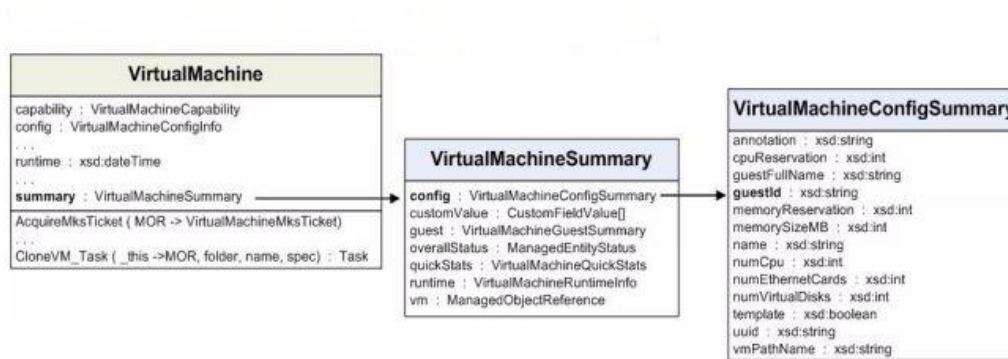 VirtualMachine
capability : VirtualMachineCapability
config : VirtualMachineConfigInfo
. . .
runtime : xsd:dateTime
. . .
summary : VirtualMachineSummary
AcquireMksTicket ( MOR -> VirtualMachineMksTicket)
. . .
CloneVM_Task ( _this ->MOR, folder, name, spec) : Task
VirtualMachineSummary
config : VirtualMachineConfigSummary
customValue : CustomFieldValue[]
guest : VirtualMachineGuestSummary
overallStatus : ManagedEntityStatus
quickStats : VirtualMachineQuickStats
runtime : VirtualMachineRuntimeInfo
vm : ManagedObjectReference
VirtualMachineConfigSummary
annotation : xsd:string
cpuReservation : xsd:int
guestFullName : xsd:string
guestId : xsd:string
memoryReservation : xsd:int
memorySizeMB : xsd:int
name : xsd:string
numCpu : xsd:int
numEthernetCards : xsd:int
numVirtualDisks : xsd:int
template : xsd:boolean
uuid : xsd:string
vmPathName : xsd:string